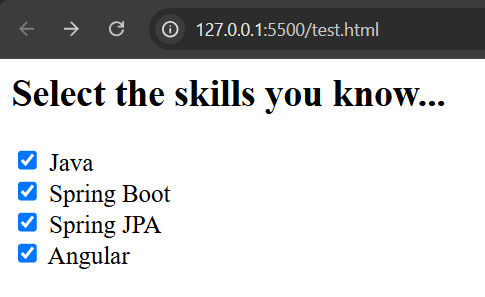 127.0.0.1:5500/test.html
Select the skills you know...
Java
Spring Boot
Spring JPA
Angular